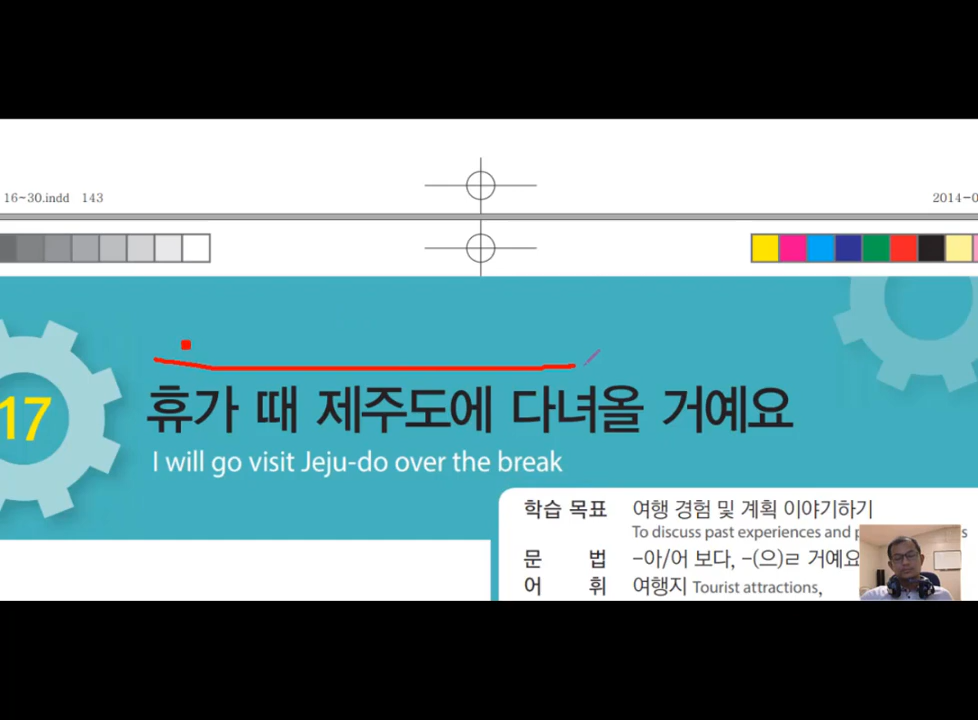 16-30.indd 143
2014-0
17
휴가 때 제주도에 다녀올 거예요
I will go visit Jeju-do over the break
학습 목표 여행 경험 및 계획 이야기하기
To discuss past experiences and
문 법 -아/어 보다, -(으)ㄹ 거예요
어 휘 여행지 Tourist attractions,